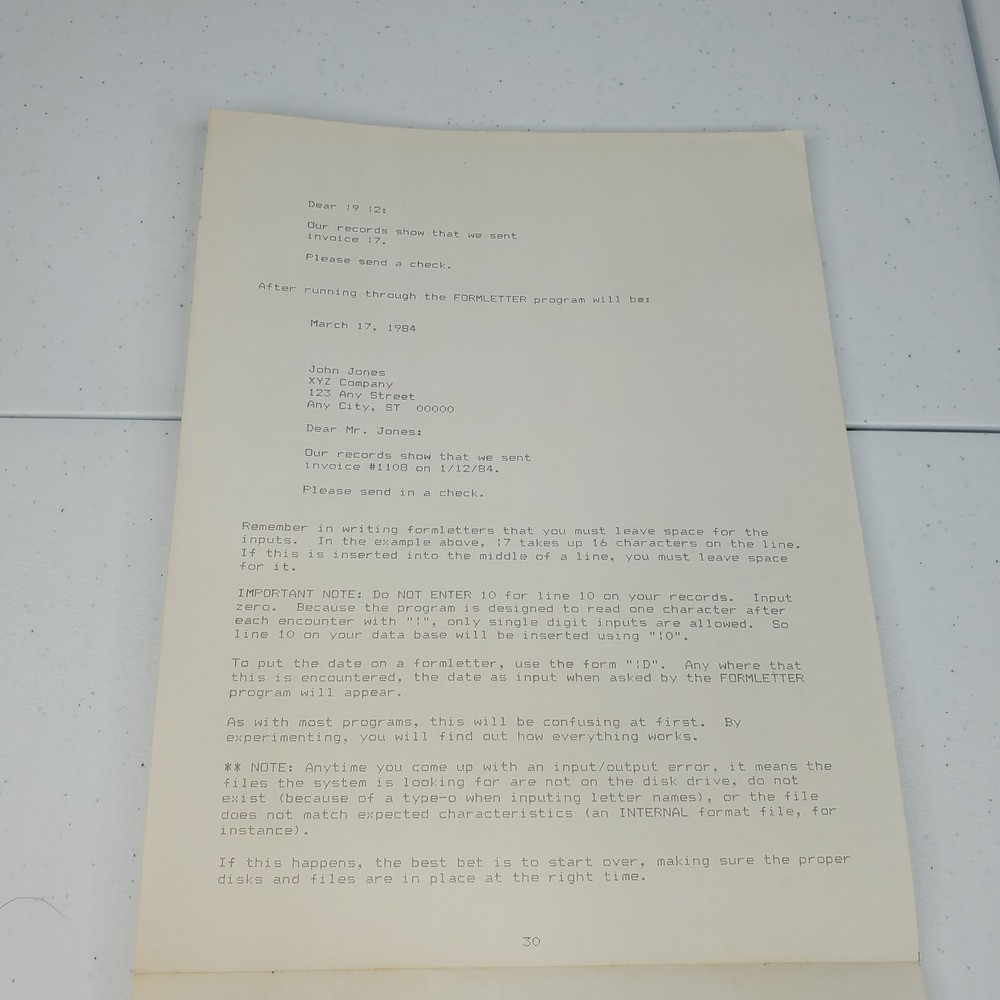 Dear ¦9 ¦2:
Our records show that we sent
invoice ¦7.
Please send a check.
After running through the FORMLETTER program will be:
March 17, 1984
John Jones
XYZ Company
123 Any Street
Any City, ST  00000
Dear Mr. Jones:
Our records show that we sent
invoice #1108 on 1/12/84.
Please send in a check.
Remember in writing formletters that you must leave space for the
inputs.  In the example above, ¦7 takes up 16 characters on the line.
If this is inserted into the middle of a line, you must leave space
for it.
IMPORTANT NOTE: Do NOT ENTER 10 for line 10 on your records.  Input
zero.  Because the program is designed to read one character after
each encounter with "¦", only single digit inputs are allowed.  So
line 10 on your data base will be inserted using "¦0".
To put the date on a formletter, use the form "¦D".  Any where that
this is encountered, the date as input when asked by the FORMLETTER
program will appear.
As with most programs, this will be confusing at first.  By
experimenting, you will find out how everything works.
** NOTE: Anytime you come up with an input/output error, it means the
files the system is looking for are not on the disk drive, do not
exist (because of a type-o when inputing letter names), or the file
does not match expected characteristics (an INTERNAL format file, for
instance).
If this happens, the best bet is to start over, making sure the proper
disks and files are in place at the right time.
30